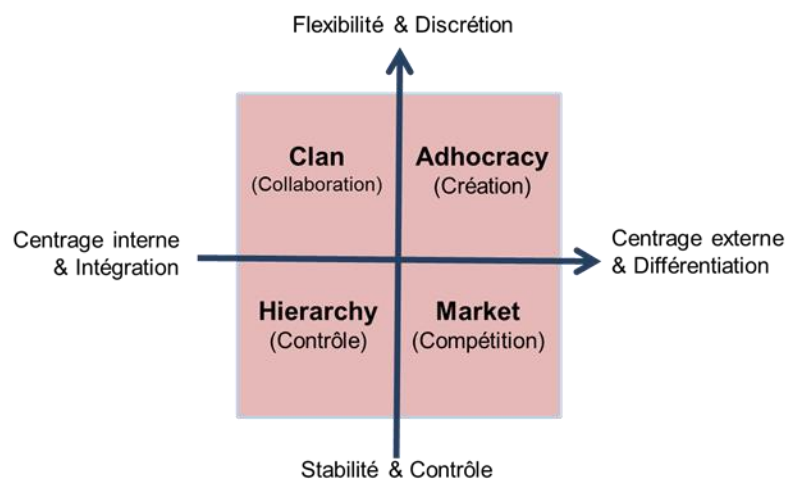 Flexibilité & Discrétion
Clan
(Collaboration)
Adhocracy
(Création)
Centrage interne
& Intégration
Centrage externe
& Différentiation
Hierarchy
(Contrôle)
Market
(Compétition)
Stabilité & Contrôle